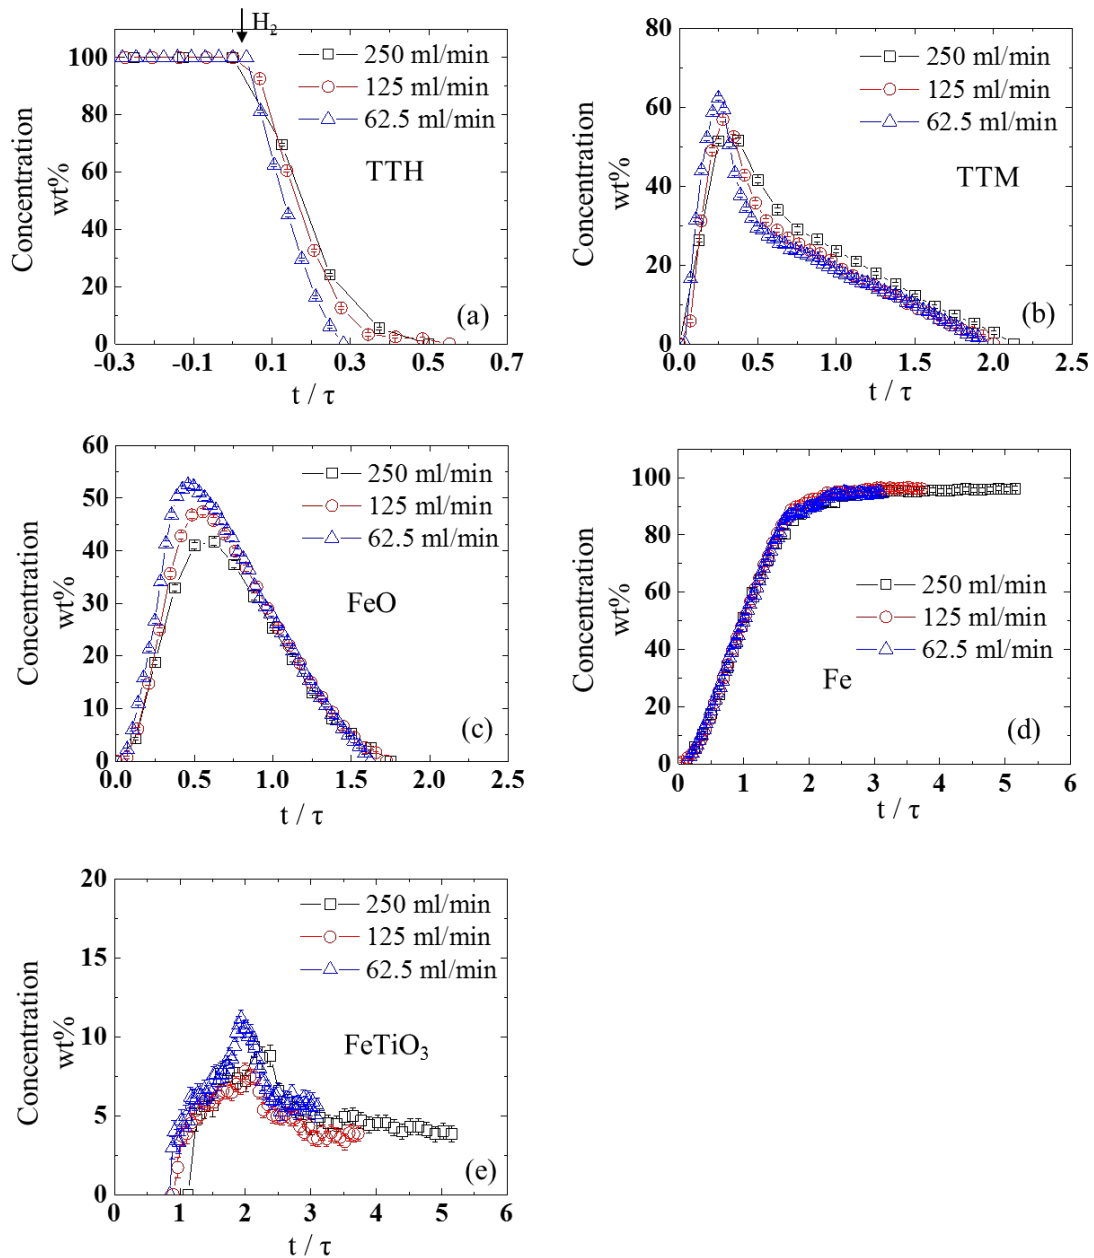 H2
100
80
60
40
20
0
-0.3
-0.1
0.1
0.3
0.5
0.7
Concentration
wt%
t / τ
250 ml/min
125 ml/min
62.5 ml/min
TTH
(a)
80
60
40
20
0
0.0
0.5
1.0
1.5
2.0
2.5
Concentration
wt%
t / τ
250 ml/min
125 ml/min
62.5 ml/min
TTM
(b)
60
50
40
30
20
10
0
0.0
0.5
1.0
1.5
2.0
2.5
Concentration
wt%
t / τ
250 ml/min
125 ml/min
62.5 ml/min
FeO
(c)
100
80
60
40
20
0
0
1
2
3
4
5
6
Concentration
wt%
t / τ
250 ml/min
125 ml/min
62.5 ml/min
Fe
(d)
20
15
10
5
0
0
1
2
3
4
5
6
Concentration
wt%
t / τ
250 ml/min
125 ml/min
62.5 ml/min
FeTiO3
(e)